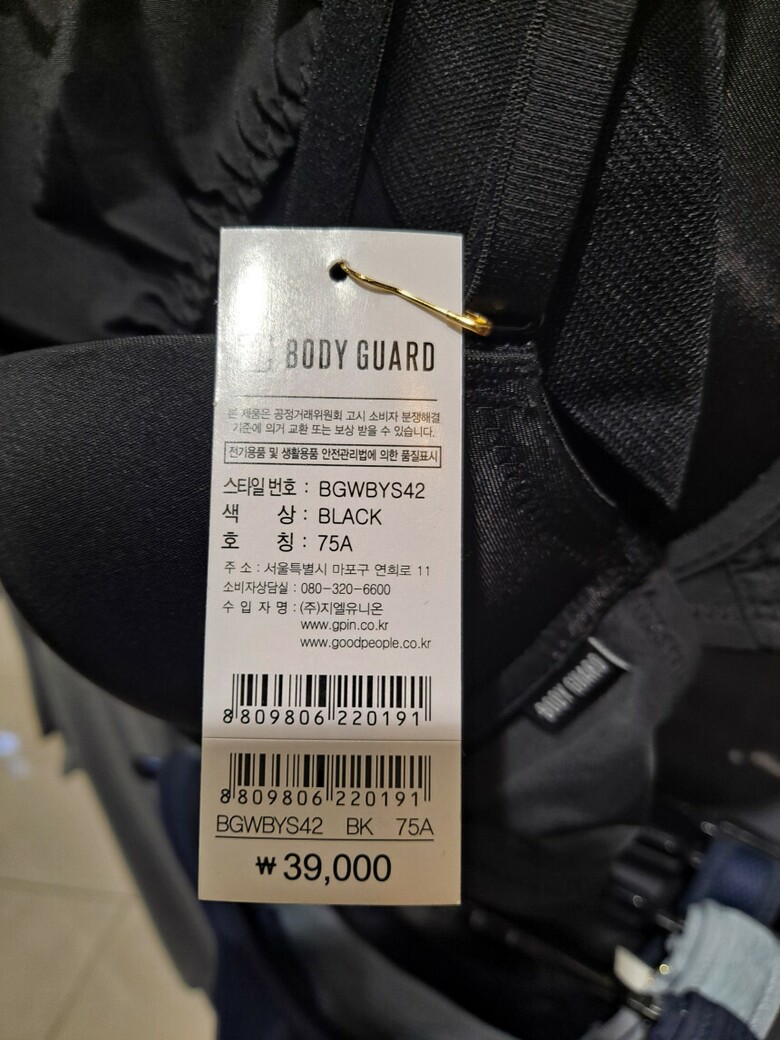 BODY GUARD
본 제품은 공정거래위원회 고시 소비자 분쟁해결
기준에 의거 교환 또는 보상 받을 수 있습니다.
전기용품 및 생활용품 안전관리법에 의한 품질표시
스타일번호 : BGWBYS42
색 상 : BLACK
호 칭 : 75A
주 소 : 서울특별시 마포구 연희로 11
소비자상담실 : 080-320-6600
수 입 자 명 : (주)지엘유니온
www.gpin.co.kr
www.goodpeople.co.kr
8 809806 220191
8 809806 220191
BGWBYS42 BK 75A
₩ 39,000
BODY GUARD